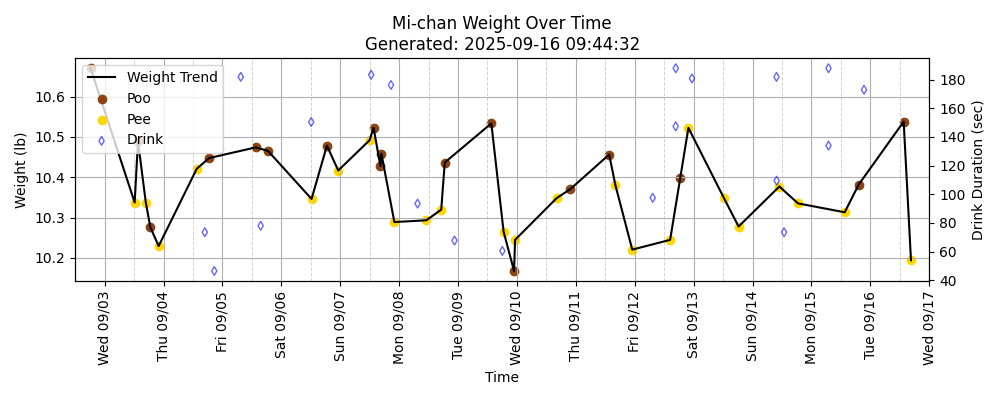 Mi-chan Weight Over Time
Generated: 2025-09-16 09:44:32
Weight Trend
Poo
Pee
Drink
Weight (lb)
10.6
10.5
10.4
10.3
10.2
180
160
140
120
100
80
60
40
Drink Duration (sec)
Wed 09/03
Thu 09/04
Fri 09/05
Sat 09/06
Sun 09/07
Mon 09/08
Tue 09/09
Wed 09/10
Thu 09/11
Fri 09/12
Sat 09/13
Sun 09/14
Mon 09/15
Tue 09/16
Wed 09/17
Time